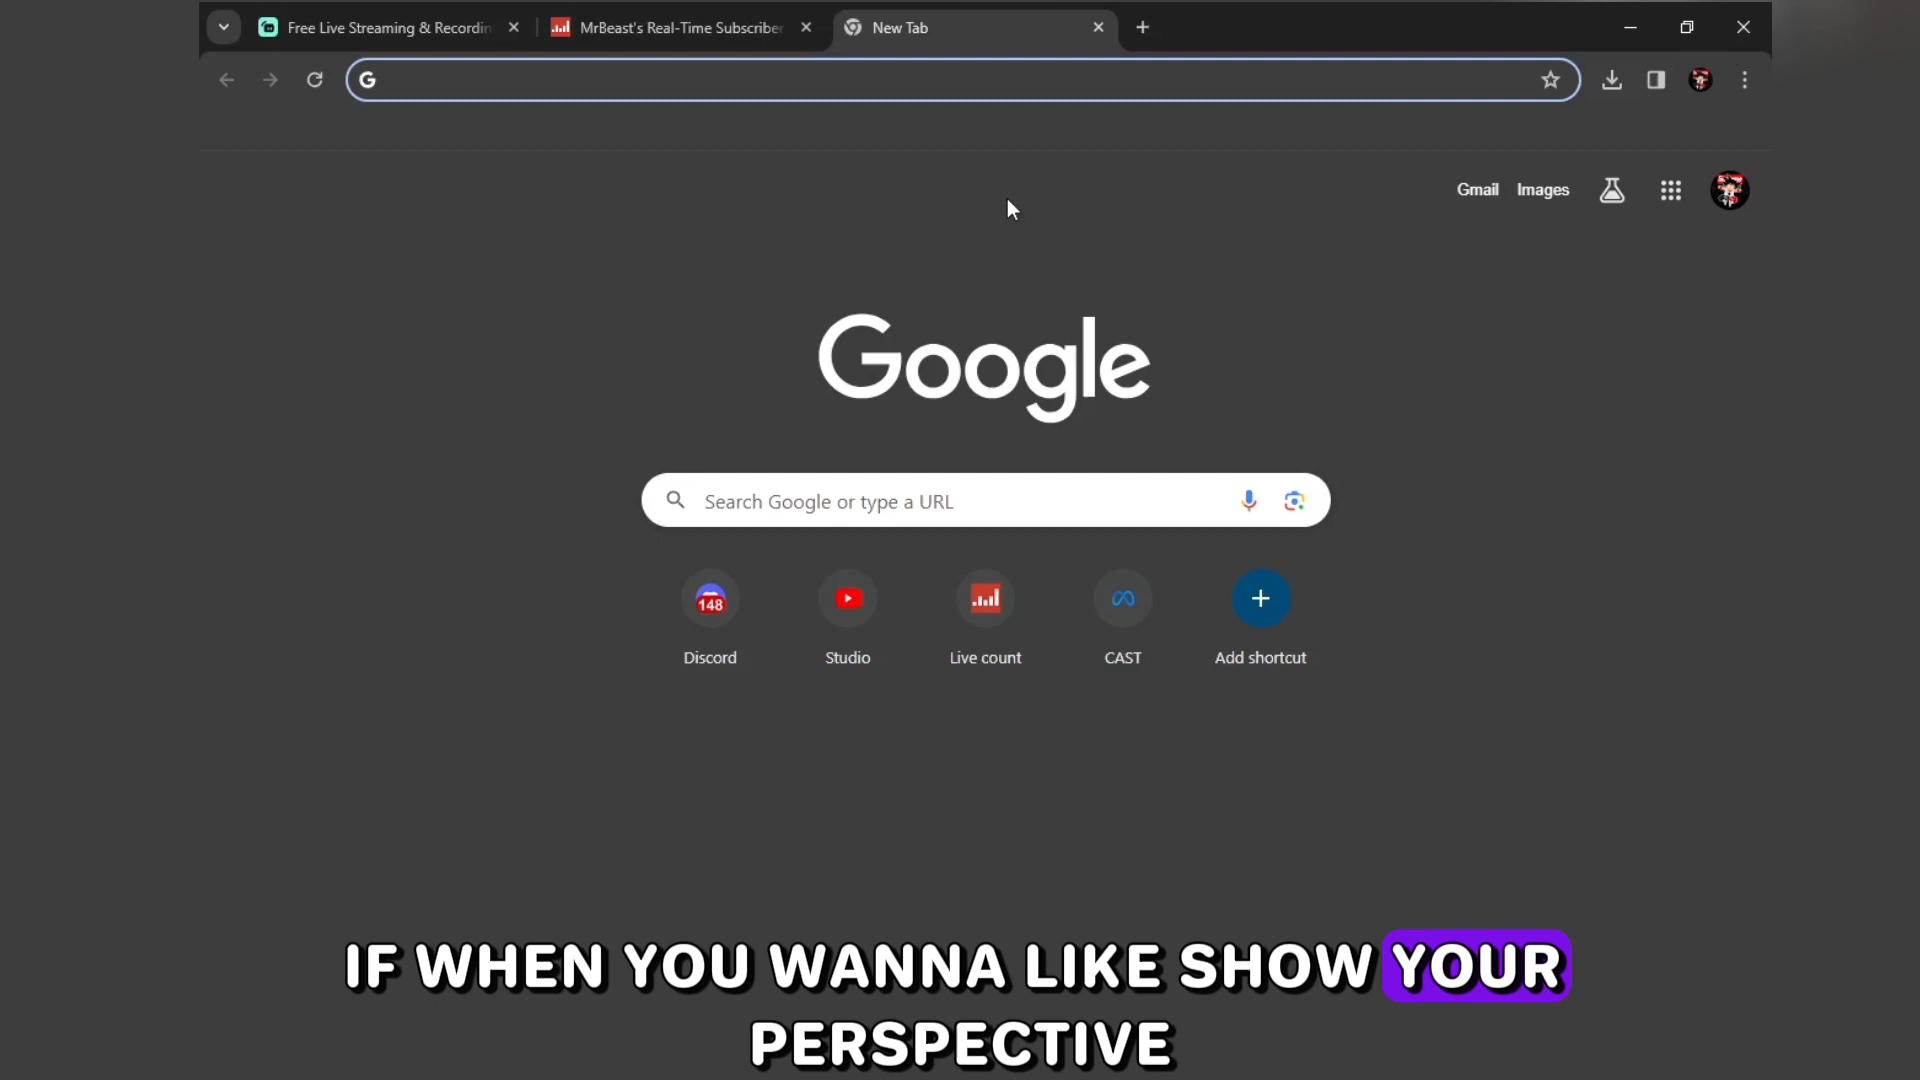 Free Live Streaming & Recordin
MrBeast's Real-Time Subscriber
New Tab
G
Gmail Images
Google
Search Google or type a URL
148
Discord Studio Live count CAST Add shortcut
IF WHEN YOU WANNA LIKE SHOW YOUR
PERSPECTIVE